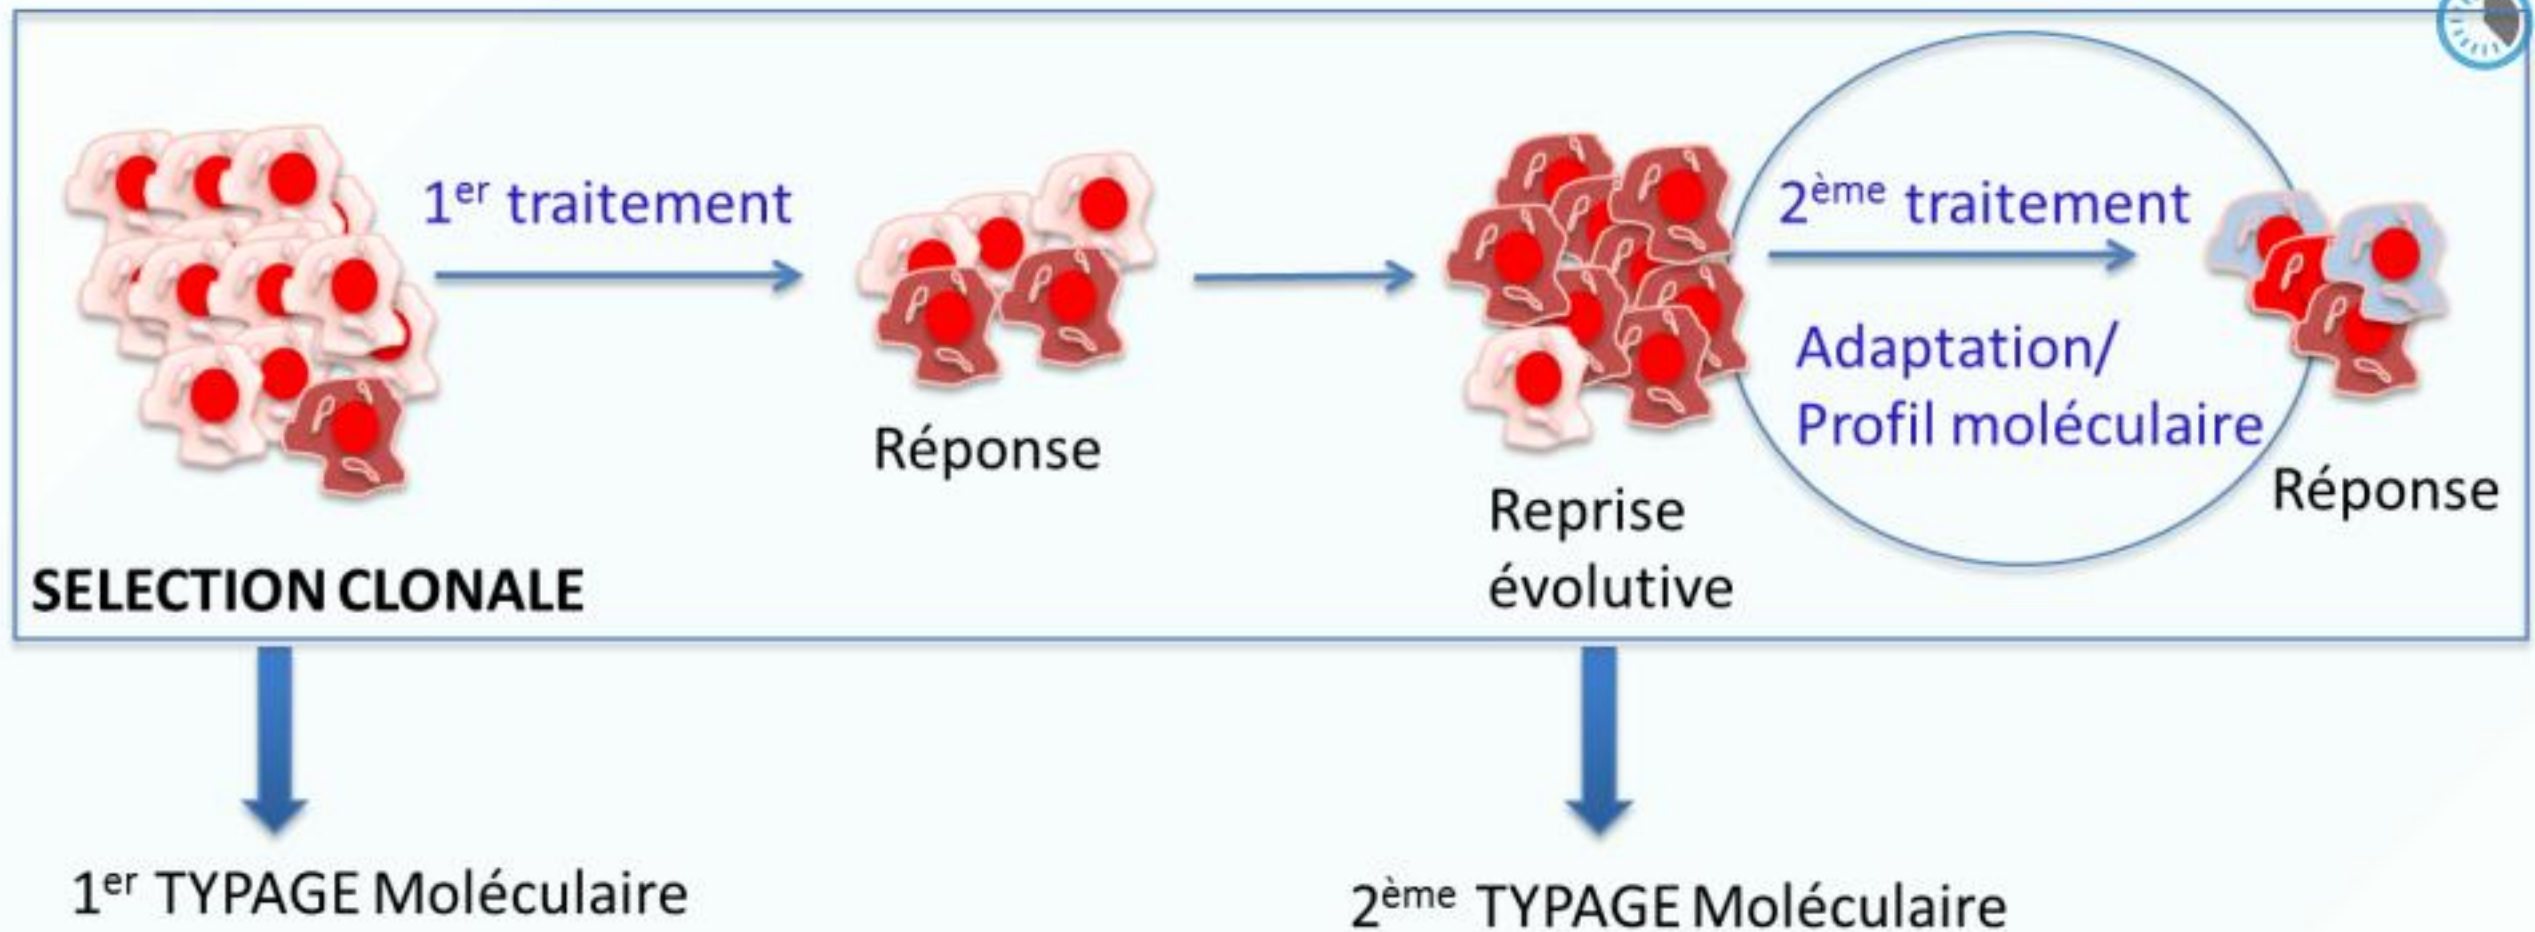 1er traitement
Réponse
Reprise
évolutive
2ème traitement
Adaptation/
Profil moléculaire
Réponse
SELECTION CLONALE
1er TYPAGE Moléculaire
2ème TYPAGE Moléculaire